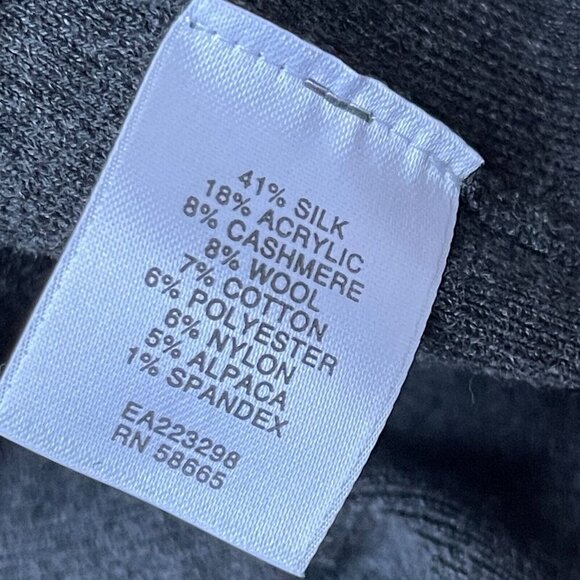 41% SILK
18% ACRYLIC
8% CASHMERE
8% WOOL
7% COTTON
6% POLYESTER
6% NYLON
5% ALPACA
1% SPANDEX
EA223298
RN 58665